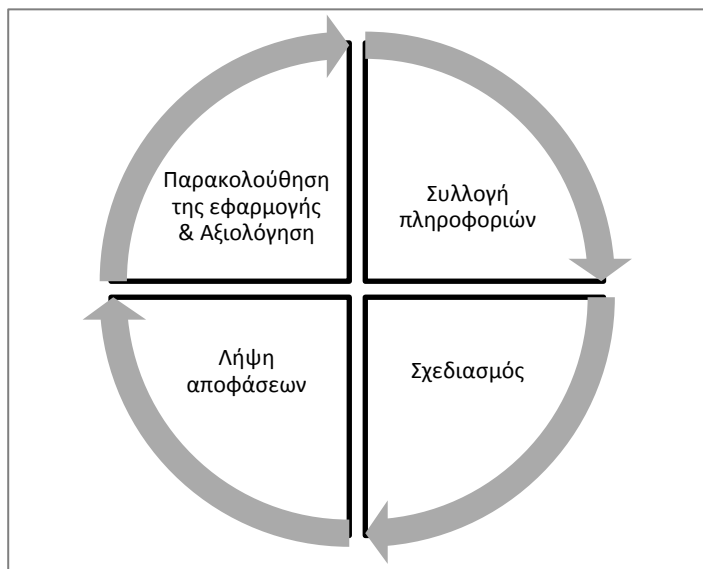 Παρακολούθηση
της εφαρμογής
& Αξιολόγηση
Συλλογή
πληροφοριών
Λήψη
αποφάσεων
Σχεδιασμός